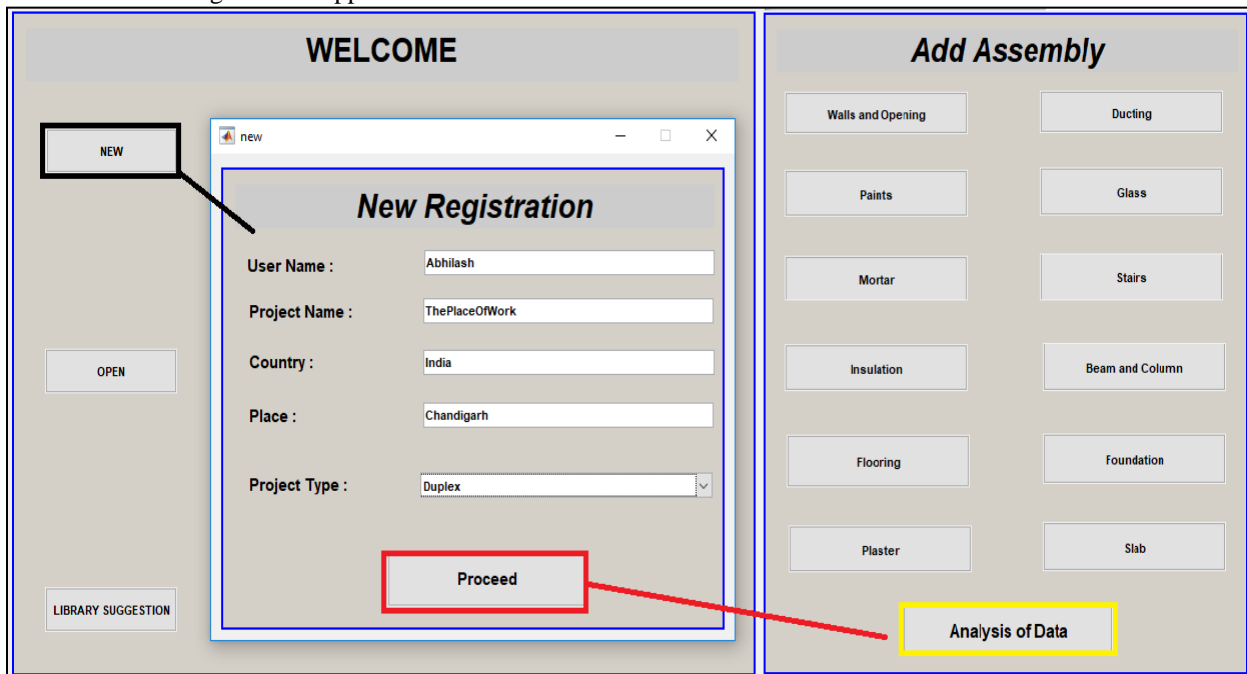 WELCOME
NEW
OPEN
LIBRARY SUGGESTION
new
New Registration
User Name : Abhilash
Project Name : ThePlaceOfWork
Country : India
Place : Chandigarh
Project Type : Duplex
Proceed
Add Assembly
Walls and Opening Ducting
Paints Glass
Mortar Stairs
Insulation Beam and Column
Flooring Foundation
Plaster Slab
Analysis of Data